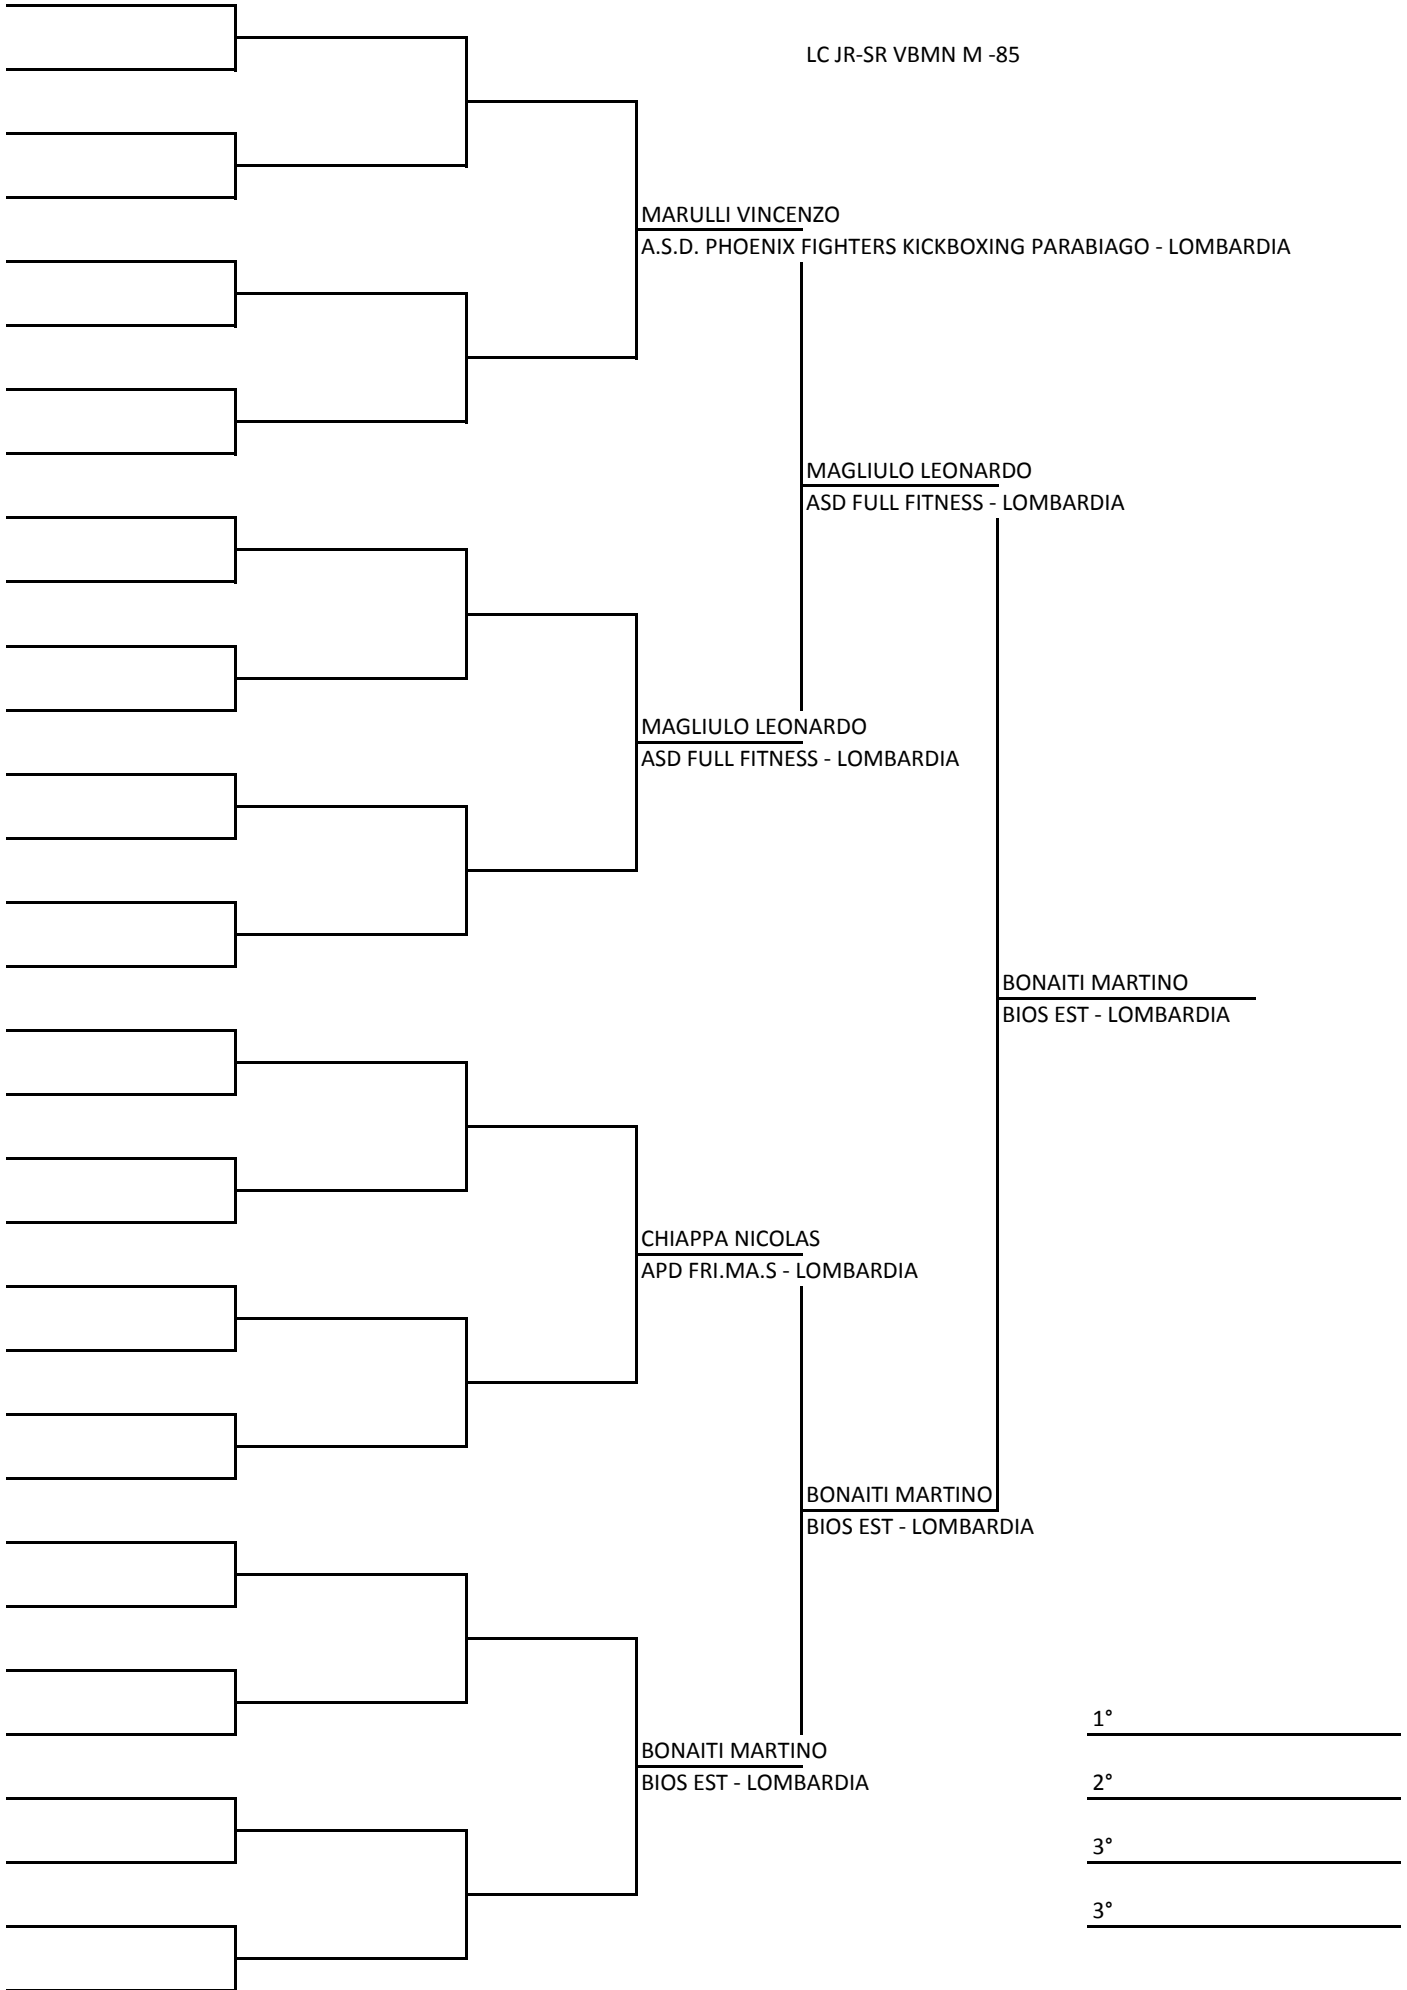 LC JR-SR VBMN M -85
MARULLI VINCENZO
A.S.D. PHOENIX FIGHTERS KICKBOXING PARABIAGO - LOMBARDIA
MAGLIULO LEONARDO
ASD FULL FITNESS - LOMBARDIA
MAGLIULO LEONARDO
ASD FULL FITNESS - LOMBARDIA
BONAITI MARTINO
BIOS EST - LOMBARDIA
CHIAPPA NICOLAS
APD FRI.MA.S - LOMBARDIA
BONAITI MARTINO
BIOS EST - LOMBARDIA
1°
BONAITI MARTINO
BIOS EST - LOMBARDIA
2°
3°
3°